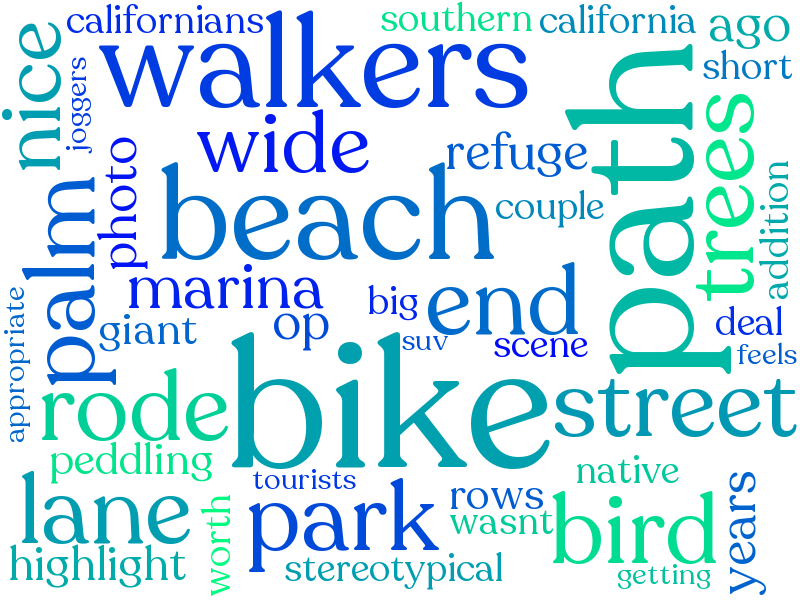 californians
southern
california
ago
nice
walkers
short
joggers
path
trees
wide
refuge
photo
beach
couple
addition
palm
marina
big
end
deal
giant
op
suv
scene
feels
appropriate
bike
rode
street
peddling
tourists
native
lane
worth
park
rows
wasnt
bird
years
highlight
stereotypical
getting